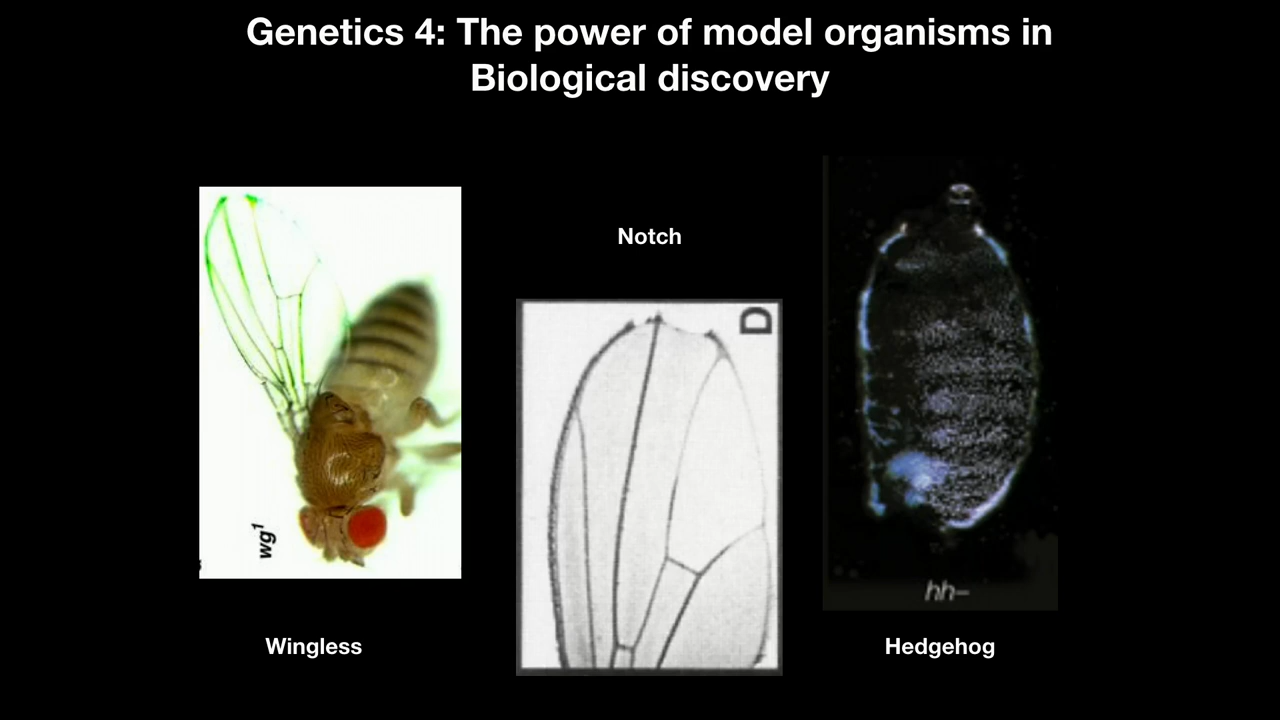 Genetics 4: The power of model organisms in
Biological discovery
Notch
D
wg1
hh–
Wingless
Hedgehog